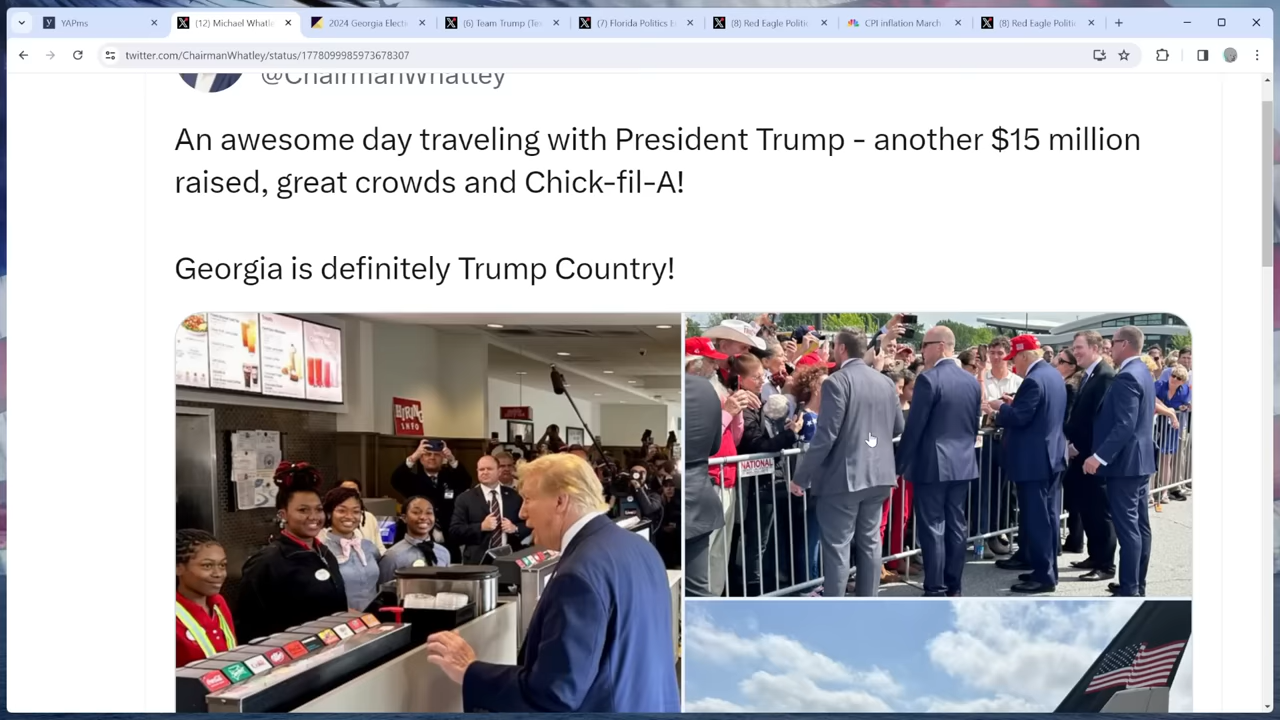 YAPms
(12) Michael Whatle
2024 Georgia Electi
(6) Team Trump (Te
(7) Florida Politics E
(8) Red Eagle Politic
CPI inflation March
(8) Red Eagle Politic
twitter.com/ChairmanWhatley/status/1778099985973678307
@ChairmanWhatley
An awesome day traveling with President Trump - another $15 million
raised, great crowds and Chick-fil-A!
Georgia is definitely Trump Country!
HIRING
INFO
NATIONAL